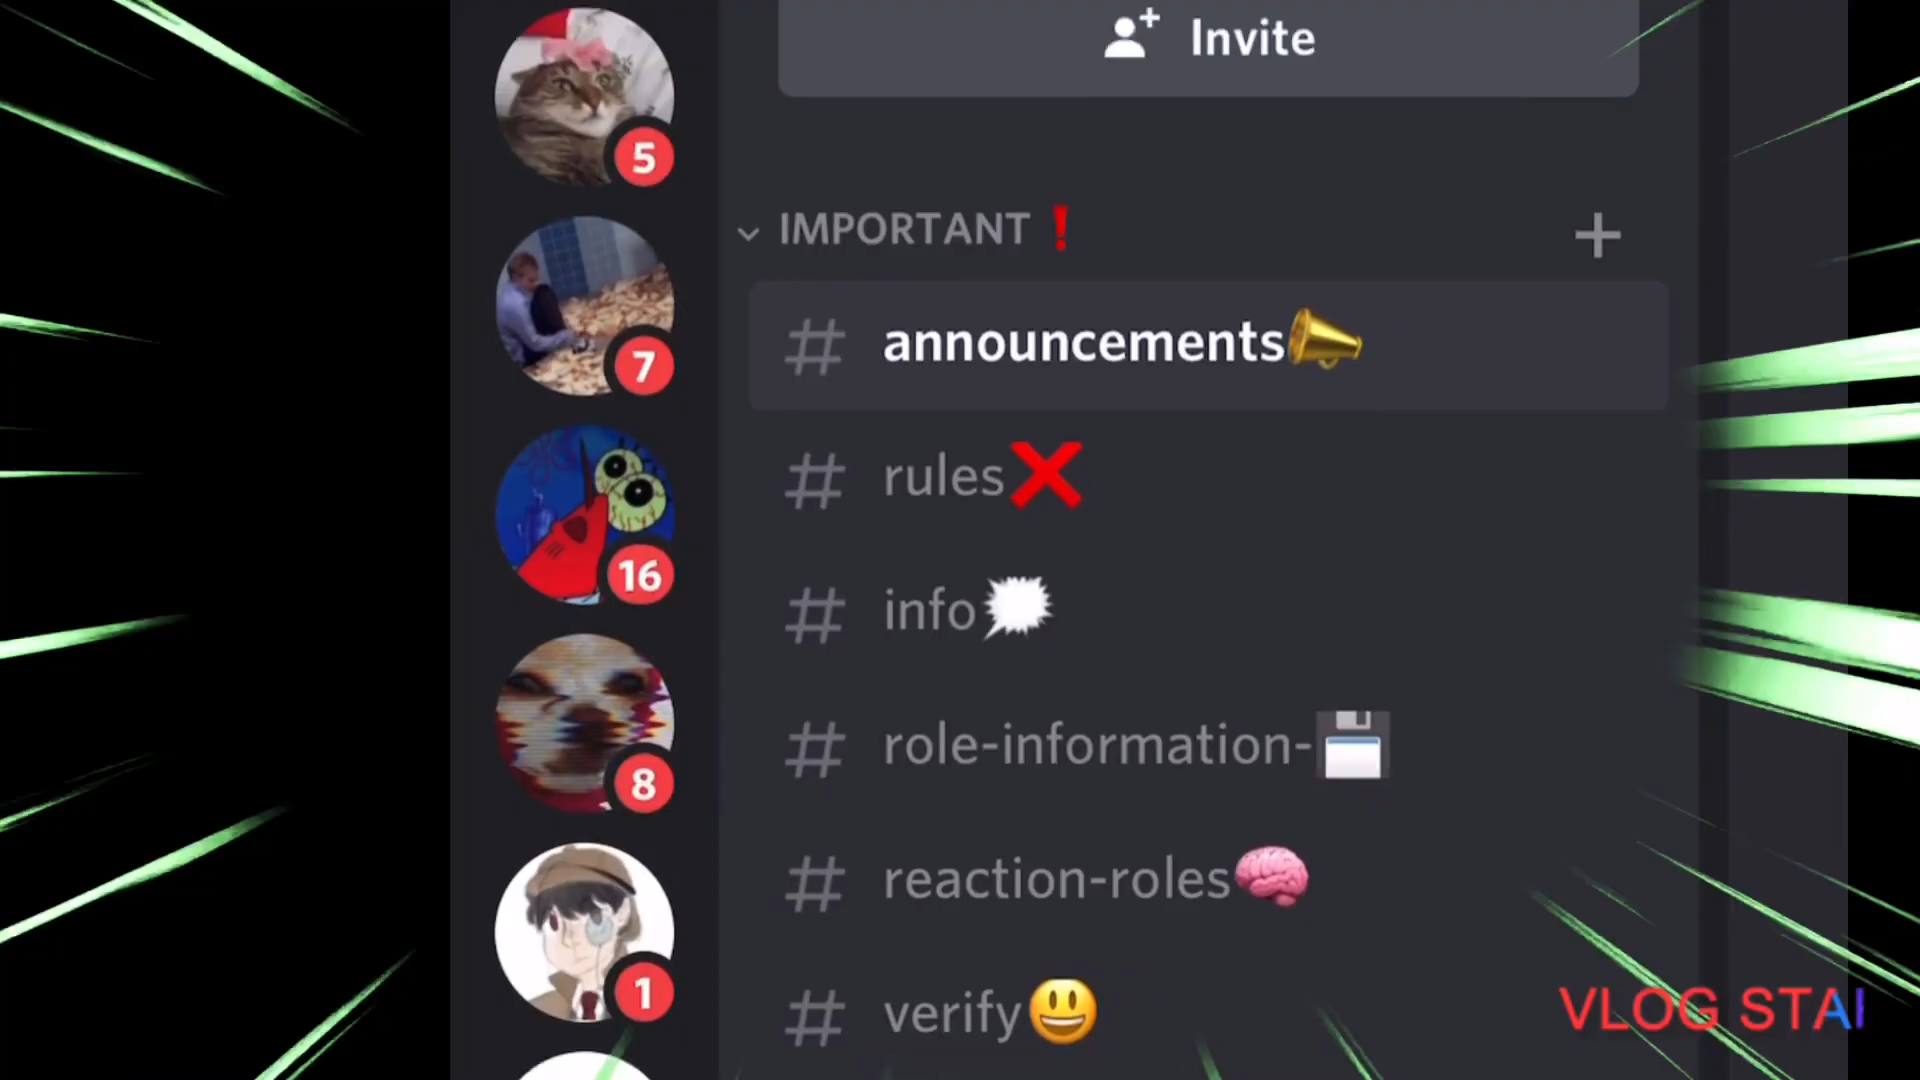 Invite
5
IMPORTANT❗
7
# announcements📣
# rules❌
16
# info🗯
# role-information-💾
8
# reaction-roles🧠
1
# verify😃
VLOG STAI